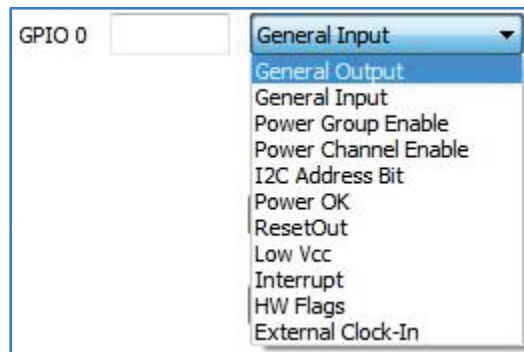 GPIO 0 General Input
General Output
General Input
Power Group Enable
Power Channel Enable
I2C Address Bit
Power OK
ResetOut
Low Vcc
Interrupt
HW Flags
External Clock-In